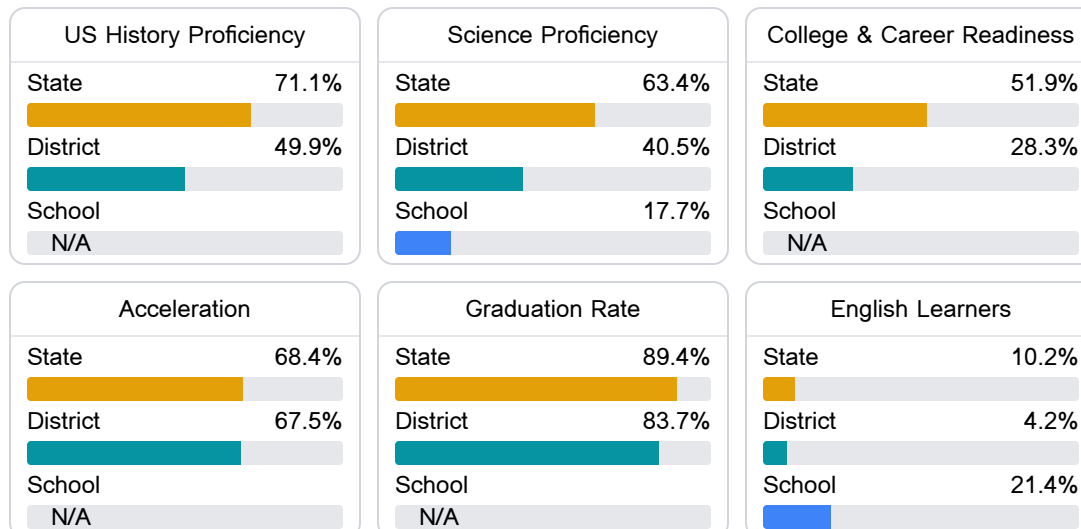 US History Proficiency
State 71.1%
District 49.9%
School
N/A
Science Proficiency
State 63.4%
District 40.5%
School 17.7%
College & Career Readiness
State 51.9%
District 28.3%
School
N/A
Acceleration
State 68.4%
District 67.5%
School
N/A
Graduation Rate
State 89.4%
District 83.7%
School
N/A
English Learners
State 10.2%
District 4.2%
School 21.4%